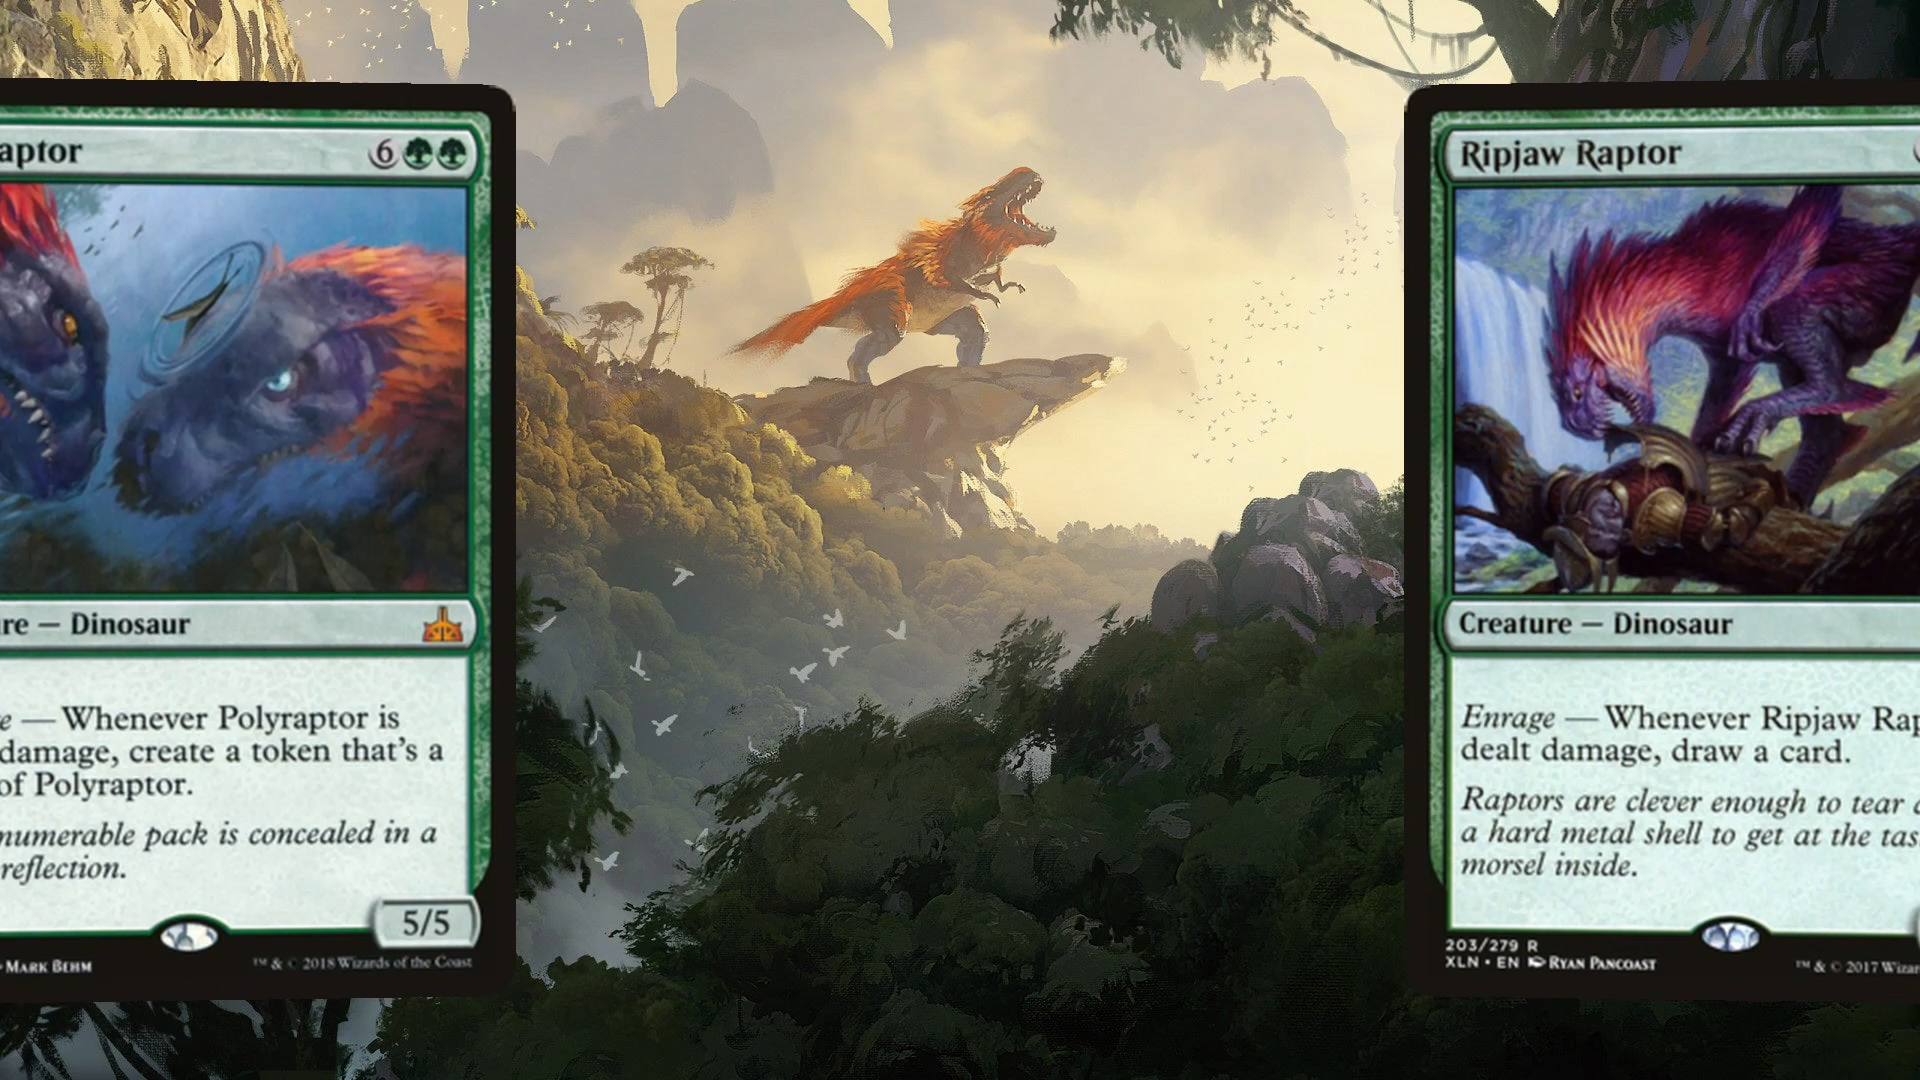 aptor
6
re — Dinosaur
e — Whenever Polyraptor is
damage, create a token that's a
of Polyraptor.
numerable pack is concealed in a
reflection.
5/5
MARK BEHM
™ & © 2018 Wizards of the Coast
Ripjaw Raptor
Creature — Dinosaur
Enrage — Whenever Ripjaw Rap
dealt damage, draw a card.
Raptors are clever enough to tear
a hard metal shell to get at the tas
morsel inside.
203/279 R
XLN • EN RYAN PANCOAST
™ & © 2017 Wizar